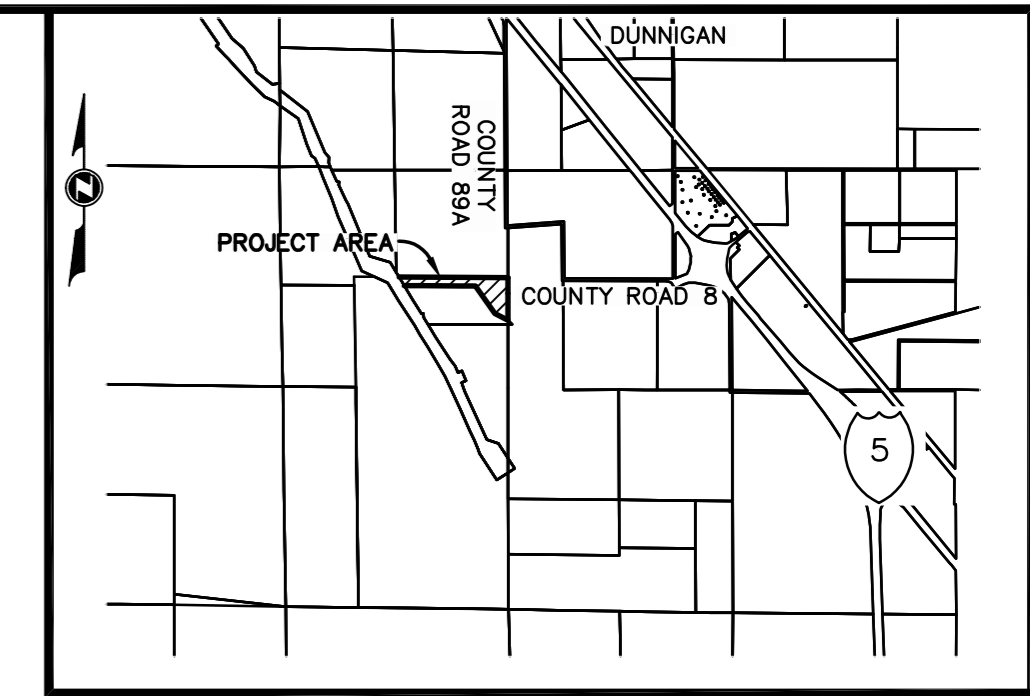 DUNNIGAN
COUNTY
ROAD 89A
N
PROJECT AREA
COUNTY ROAD 8
5